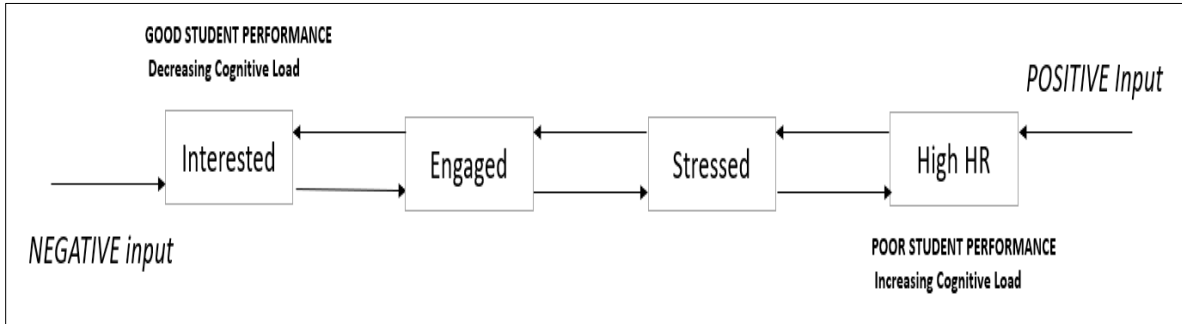 GOOD STUDENT PERFORMANCE
Decreasing Cognitive Load
POSITIVE Input
Interested
Engaged
Stressed
High HR
NEGATIVE input
POOR STUDENT PERFORMANCE
Increasing Cognitive Load